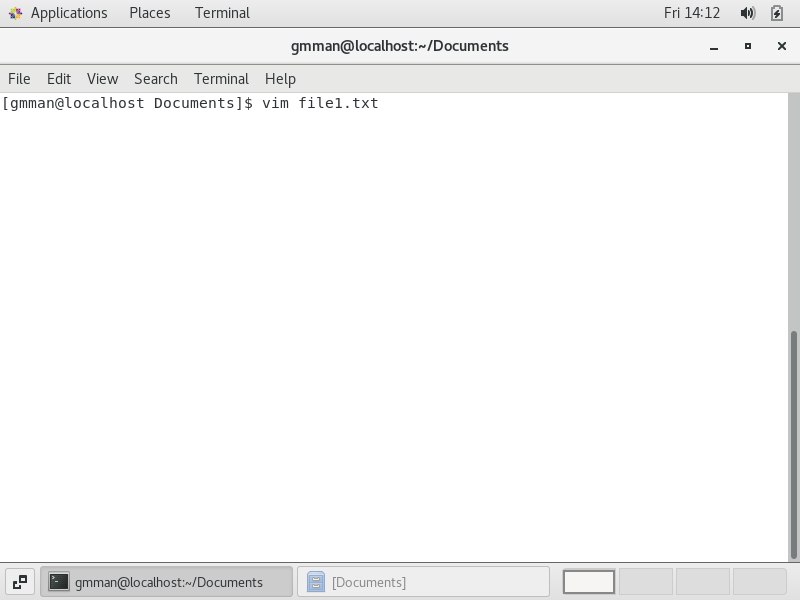 Applications Places Terminal Fri 14:12
gmman@localhost:~/Documents
File Edit View Search Terminal Help
[gmman@localhost Documents]$ vim file1.txt
gmman@localhost:~/Documents [Documents]